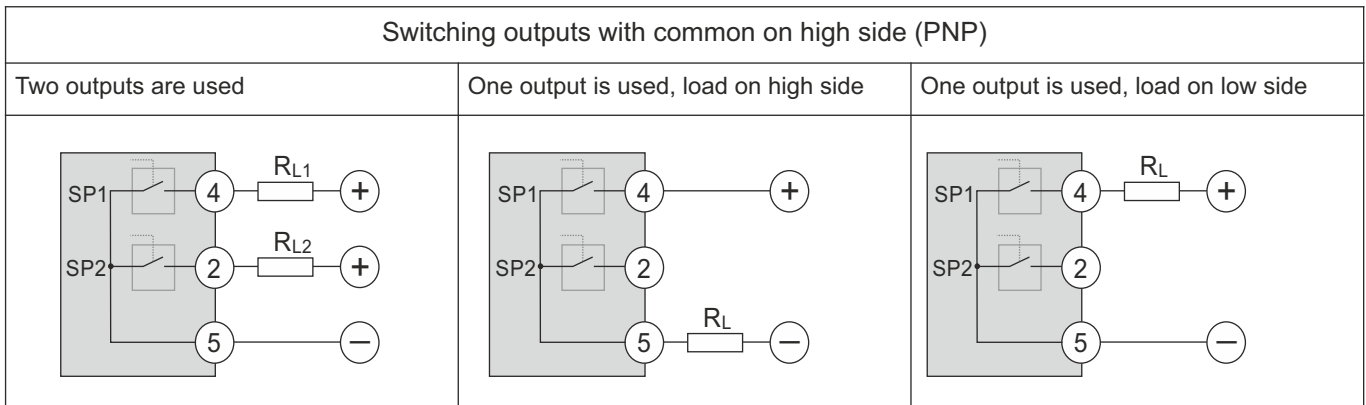 Switching outputs with common on high side (PNP)
Two outputs are used
One output is used, load on high side
One output is used, load on low side
SP1 4 RL1 +
SP2 2 RL2 +
5 −
SP1 4 +
SP2 2
5 RL −
SP1 4 RL +
SP2 2
5 −